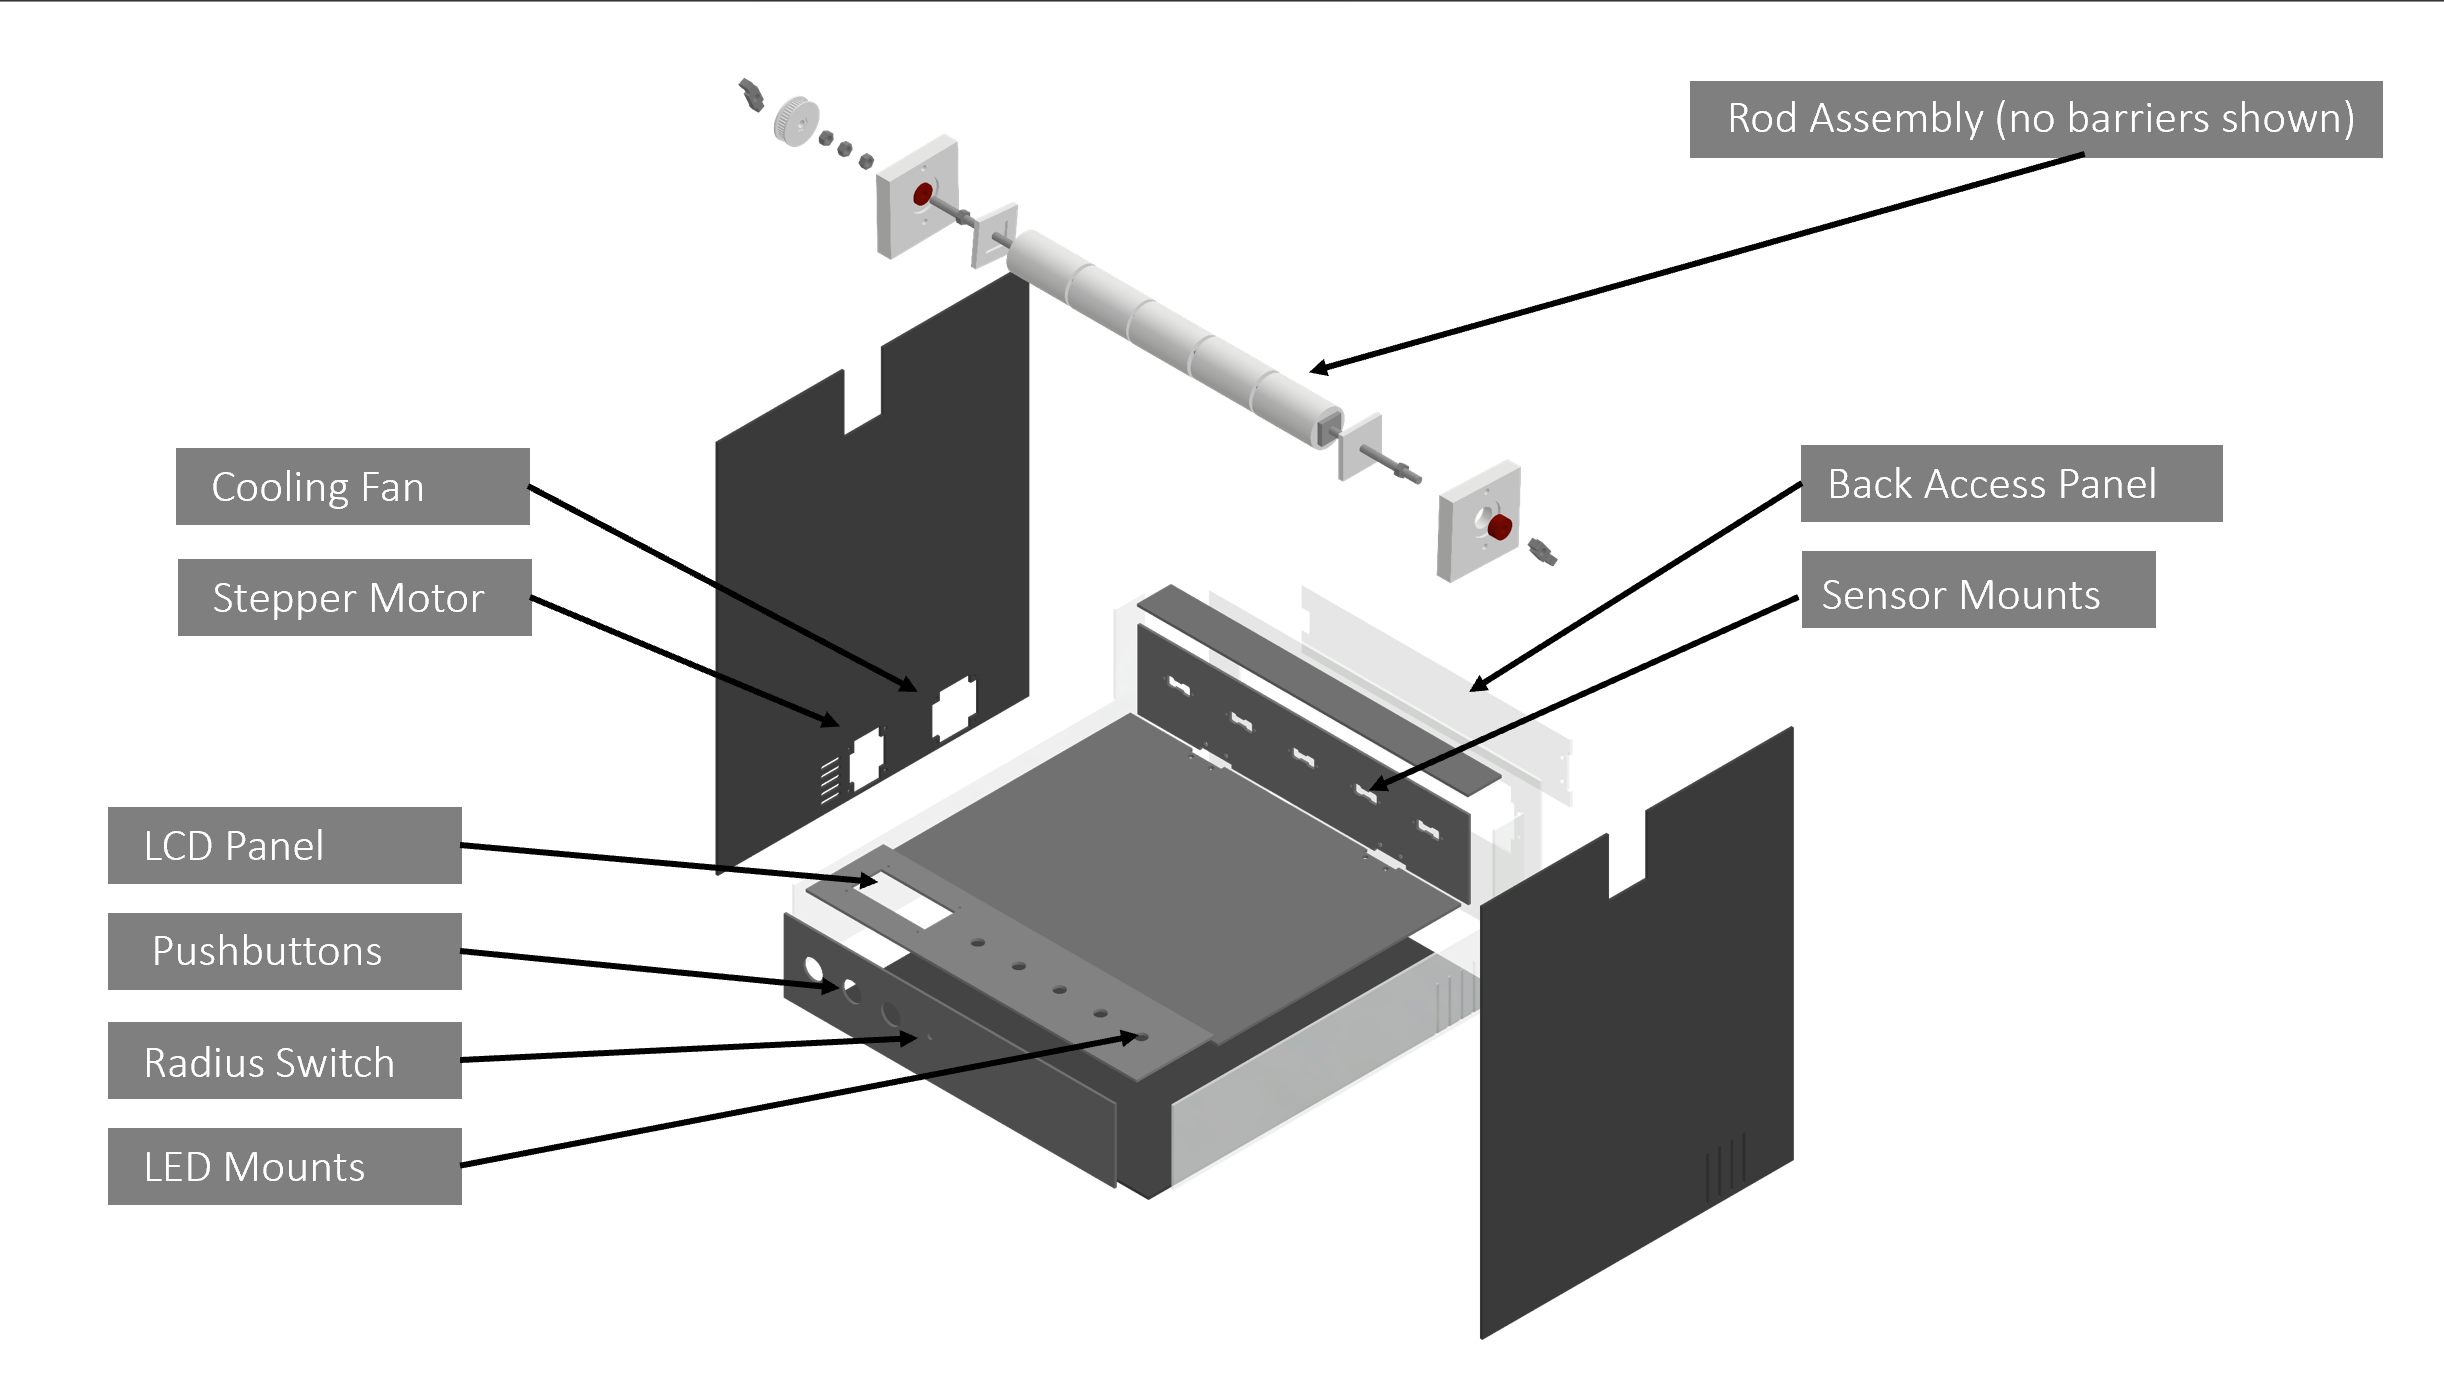 Rod Assembly (no barriers shown)
Cooling Fan
Back Access Panel
Stepper Motor
Sensor Mounts
LCD Panel
Pushbuttons
Radius Switch
LED Mounts